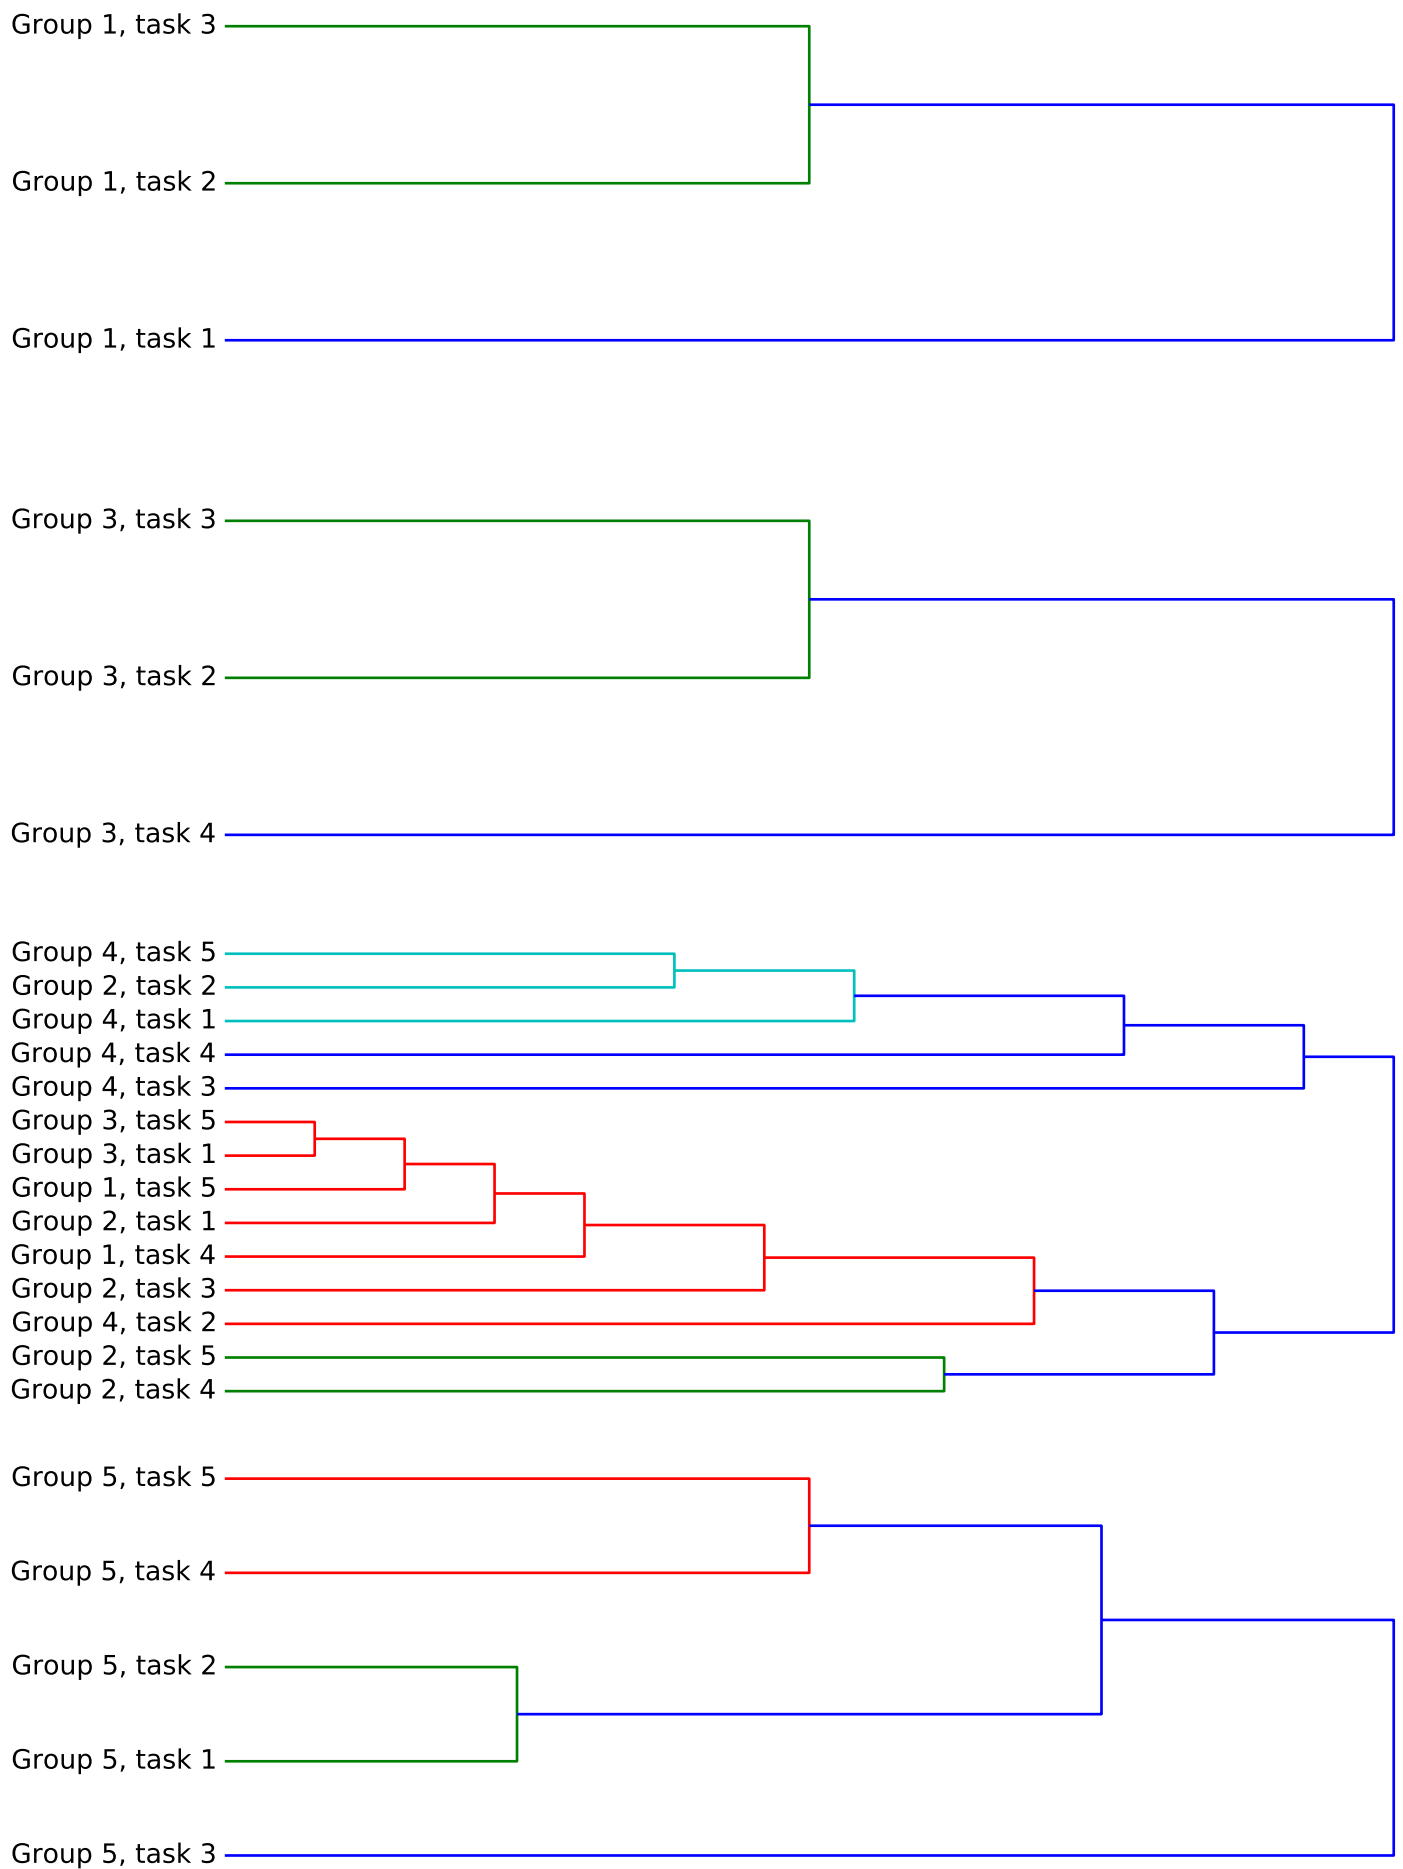 Group 1, task 3
Group 1, task 2
Group 1, task 1
Group 3, task 3
Group 3, task 2
Group 3, task 4
Group 4, task 5
Group 2, task 2
Group 4, task 1
Group 4, task 4
Group 4, task 3
Group 3, task 5
Group 3, task 1
Group 1, task 5
Group 2, task 1
Group 1, task 4
Group 2, task 3
Group 4, task 2
Group 2, task 5
Group 2, task 4
Group 5, task 5
Group 5, task 4
Group 5, task 2
Group 5, task 1
Group 5, task 3